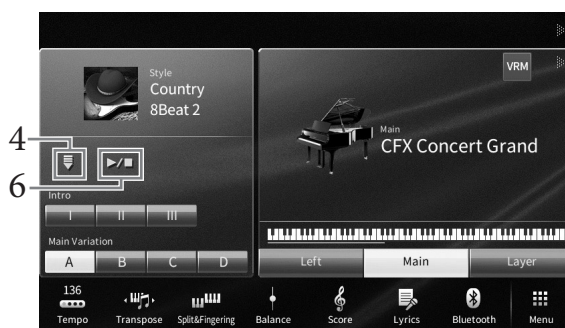 Style
Country
8Beat 2
4
6
Intro
I II III
Main Variation
A B C D
VRM
Main
CFX Concert Grand
Left Main Layer
136
Tempo Transpose Split&Fingering Balance Score Lyrics Bluetooth Menu